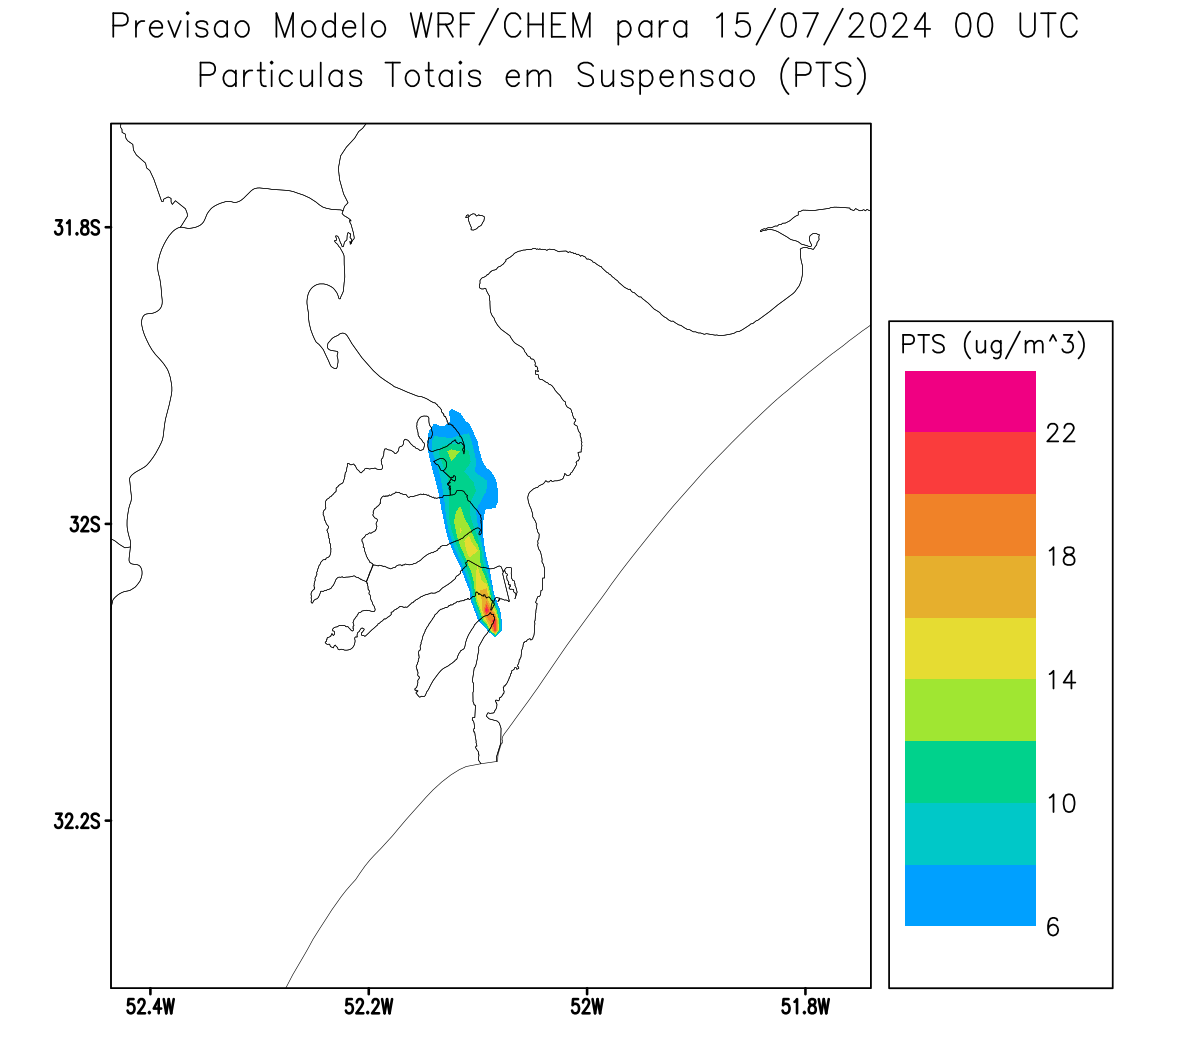 Previsao Modelo WRF/CHEM para 15/07/2024 00 UTC
Particulas Totais em Suspensao (PTS)
31.8S
32S
32.2S
52.4W
52.2W
52W
51.8W
PTS (ug/m^3)
22
18
14
10
6